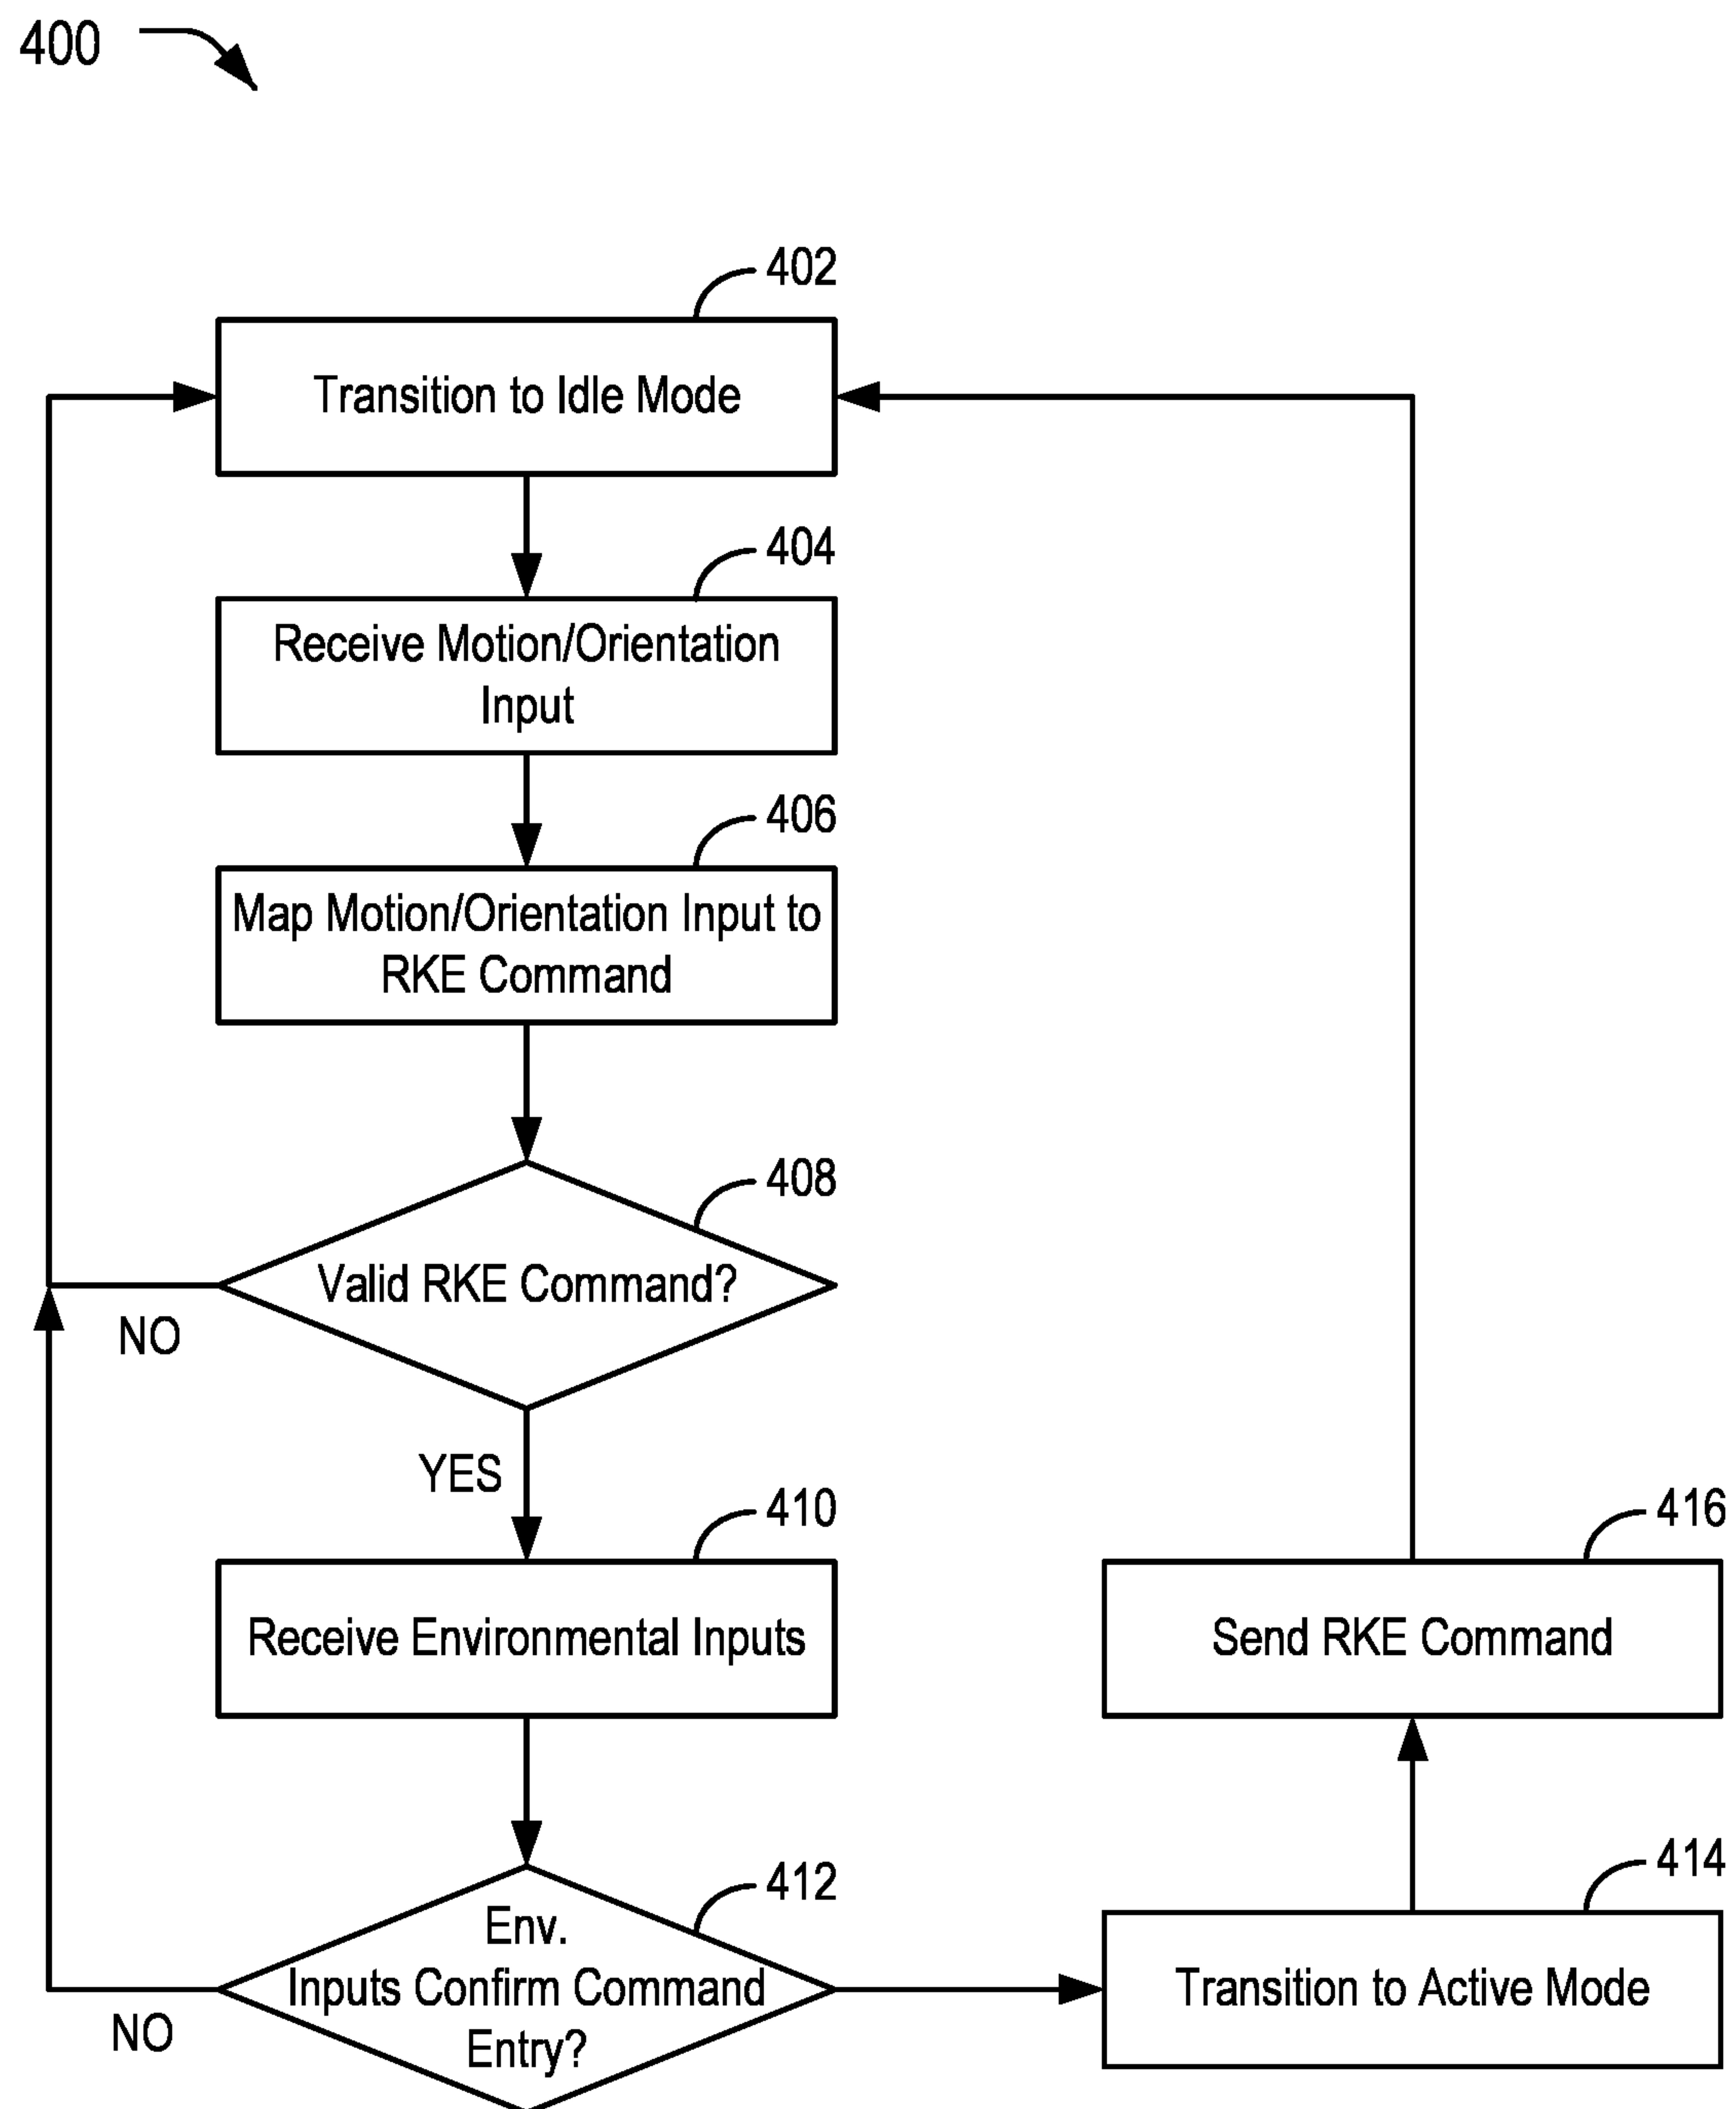 400
402
Transition to Idle Mode
404
Receive Motion/Orientation
Input
406
Map Motion/Orientation Input to
RKE Command
408
Valid RKE Command?
NO
YES
410
Receive Environmental Inputs
416
Send RKE Command
412
Env.
Inputs Confirm Command
Entry?
NO
414
Transition to Active Mode